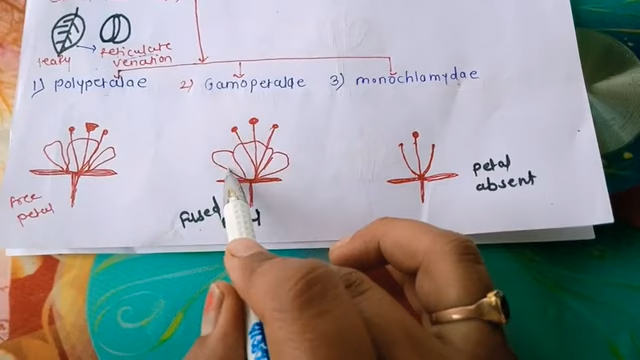 leafy
reticulate
venation
1) Polypetalae 2) Gamopetalae 3) monochlamydae
free
petal
petal
absent
fused